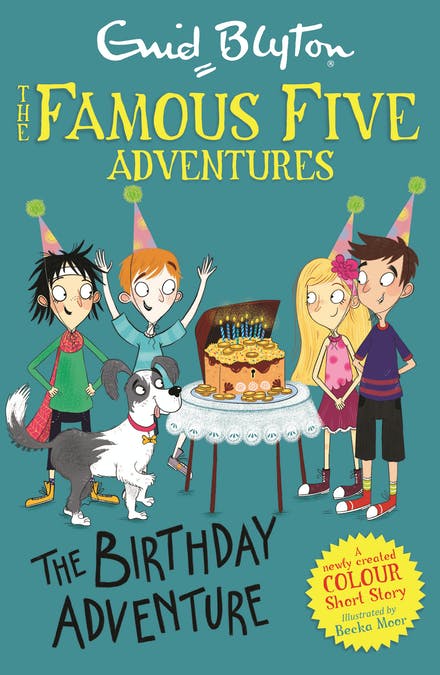 Enid Blyton®
THE FAMOUS FIVE
ADVENTURES
THE BIRTHDAY
ADVENTURE
A
newly created
COLOUR
Short Story
Illustrated by
Becka Moor